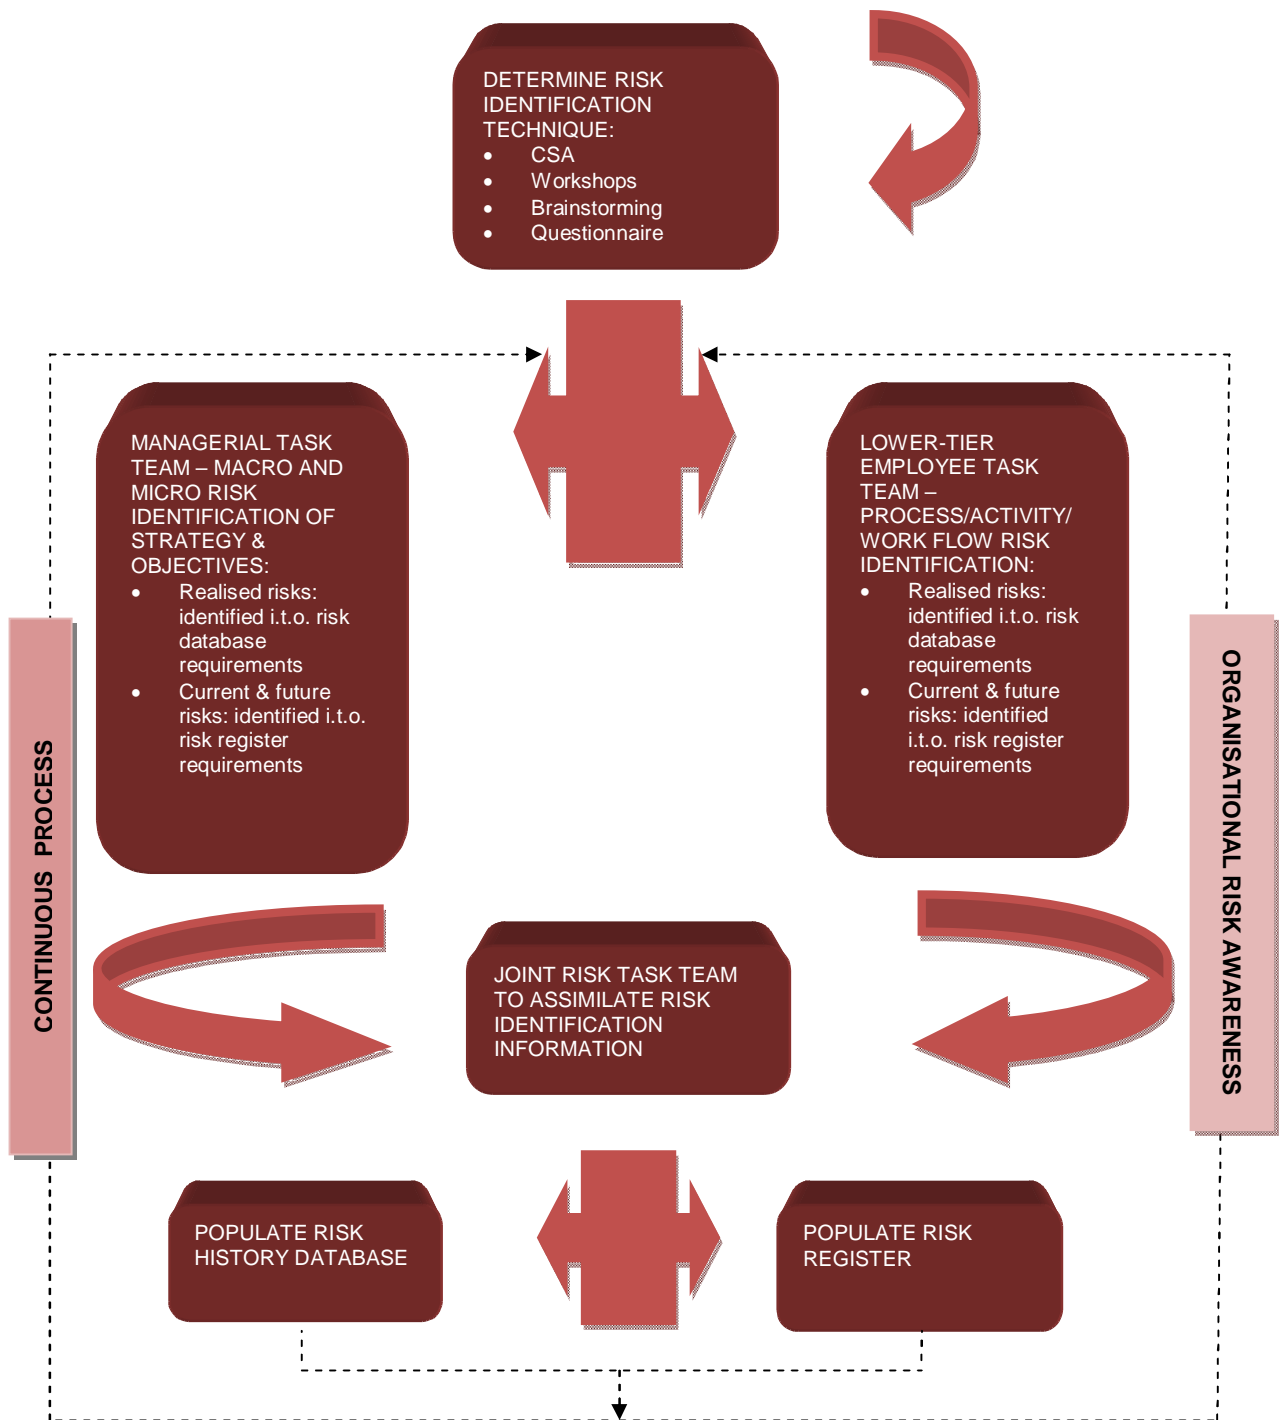 DETERMINE RISK
IDENTIFICATION
TECHNIQUE:
• CSA
• Workshops
• Brainstorming
• Questionnaire
MANAGERIAL TASK
TEAM – MACRO AND
MICRO RISK
IDENTIFICATION OF
STRATEGY &
OBJECTIVES:
• Realised risks:
identified i.t.o. risk
database
requirements
• Current & future
risks: identified i.t.o.
risk register
requirements
LOWER-TIER
EMPLOYEE TASK
TEAM –
PROCESS/ACTIVITY/
WORK FLOW RISK
IDENTIFICATION:
• Realised risks:
identified i.t.o. risk
database
requirements
• Current & future
risks: identified
i.t.o. risk register
requirements
CONTINUOUS PROCESS
ORGANISATIONAL RISK AWARENESS
JOINT RISK TASK TEAM
TO ASSIMILATE RISK
IDENTIFICATION
INFORMATION
POPULATE RISK
HISTORY DATABASE
POPULATE RISK
REGISTER